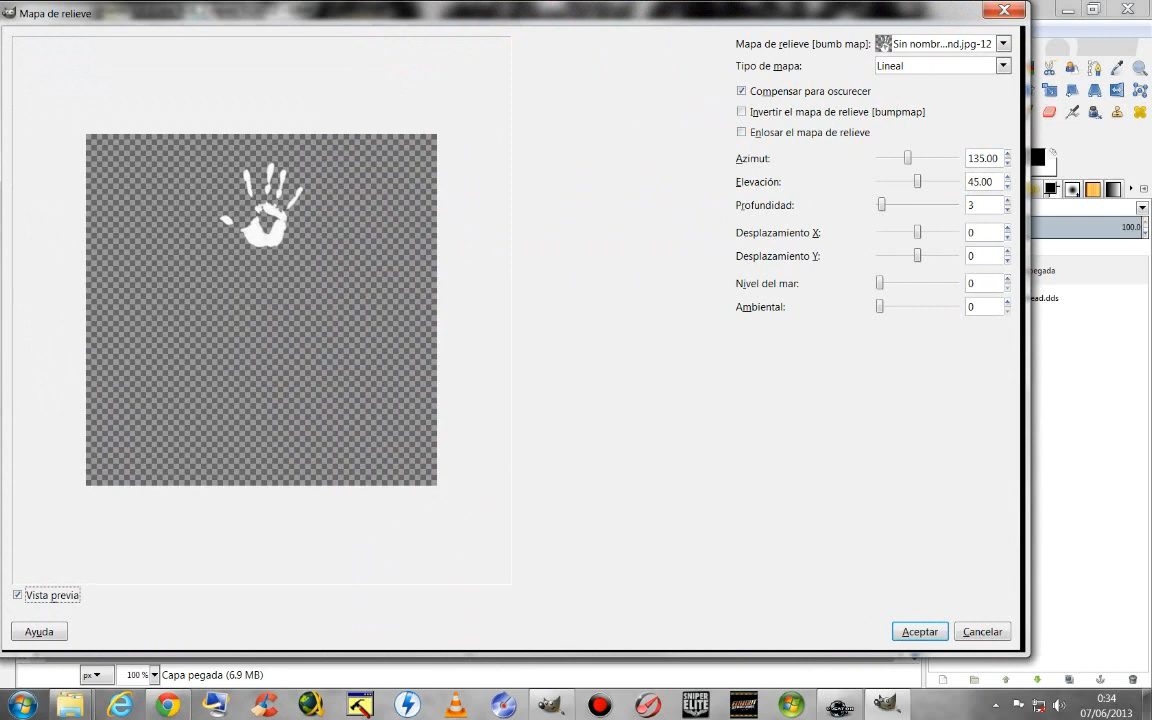 Mapa de relieve
Mapa de relieve [bumb map]: Sin nombr...nd.jpg-12
Tipo de mapa: Lineal
Compensar para oscurecer
Invertir el mapa de relieve [bumpmap]
Enlosar el mapa de relieve
Azimut: 135.00
Elevación: 45.00
Profundidad: 3
Desplazamiento X: 0
Desplazamiento Y: 0
Nivel del mar: 0
Ambiental: 0
100.0
egada
ead.dds
Vista previa
Ayuda
Aceptar
Cancelar
px
100 %
Capa pegada (6.9 MB)
SNIPER
ELITE
0:34
07/06/2013